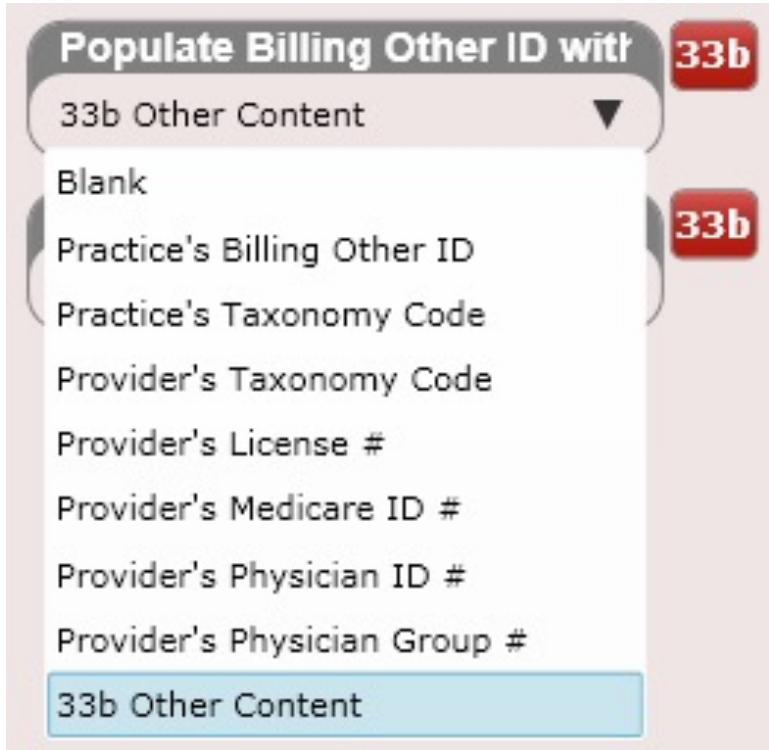 Populate Billing Other ID with
33b
33b Other Content
Blank
Practice's Billing Other ID
33b
Practice's Taxonomy Code
Provider's Taxonomy Code
Provider's License #
Provider's Medicare ID #
Provider's Physician ID #
Provider's Physician Group #
33b Other Content